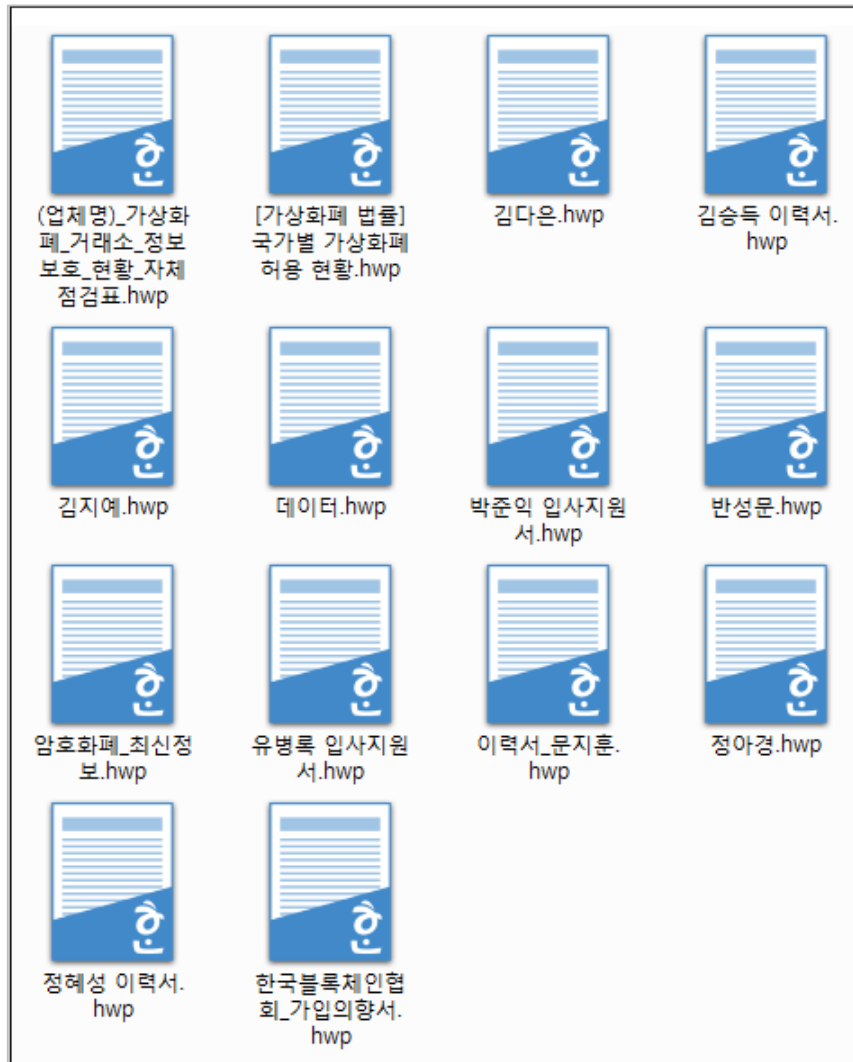 (업체명)_가상화
폐_거래소_정보
보호_현황_자체
점검표.hwp
[가상화폐 법률]
국가별 가상화폐
허용 현황.hwp
김다은.hwp
김승득 이력서.
hwp
김지예.hwp
데이터.hwp
박준익 입사지원
서.hwp
반성문.hwp
암호화폐_최신정
보.hwp
유병록 입사지원
서.hwp
이력서_문지훈.
hwp
정아경.hwp
정혜성 이력서.
hwp
한국블록체인협
회_가입의향서.
hwp